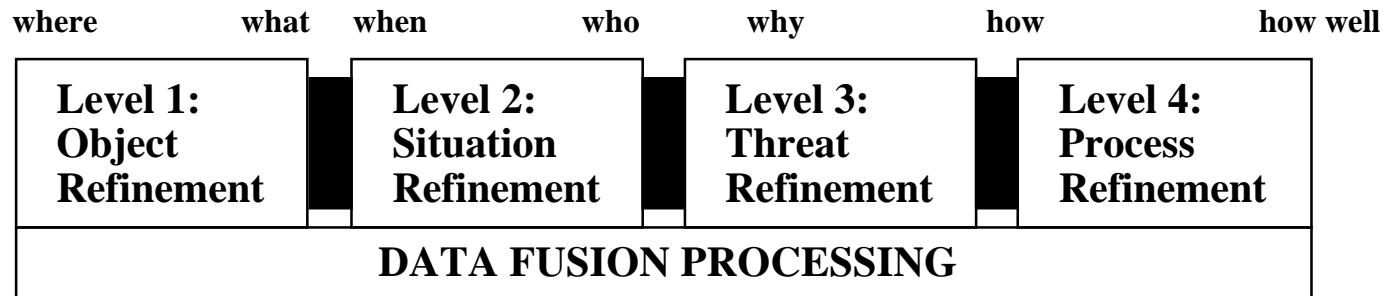 where what when who why how how well
Level 1:
Object
Refinement
Level 2:
Situation
Refinement
Level 3:
Threat
Refinement
Level 4:
Process
Refinement
DATA FUSION PROCESSING